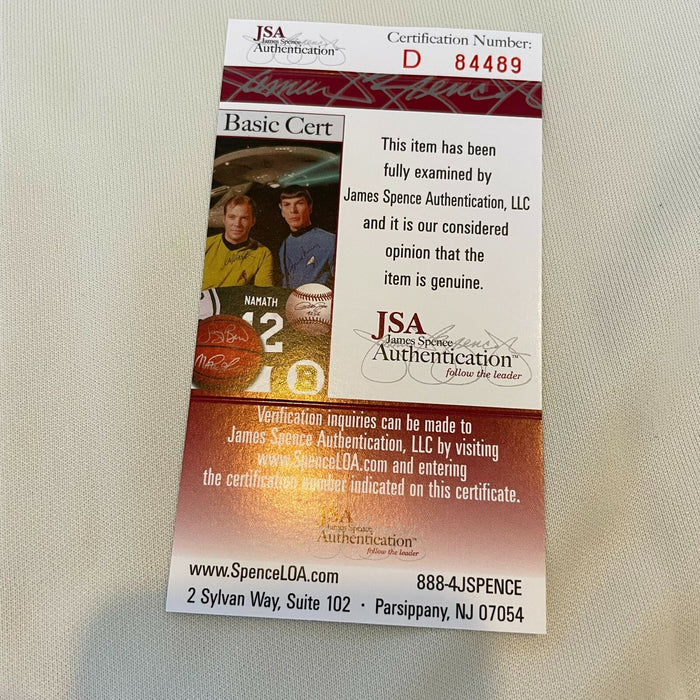 JSA
James Spence
Authentication™
Certification Number:
D 84489
Basic Cert
NAMATH
12
B
This item has been
fully examined by
James Spence Authentication, LLC
and it is our considered
opinion that the
item is genuine.
JSA
James Spence
Authentication™
follow the leader
Verification inquiries can be made to
James Spence Authentication, LLC by visiting
www.SpenceLOA.com and entering
the certification number indicated on this certificate.
JSA
James Spence
Authentication™
follow the leader
www.SpenceLOA.com
888-4JSPENCE
2 Sylvan Way, Suite 102 · Parsippany, NJ 07054